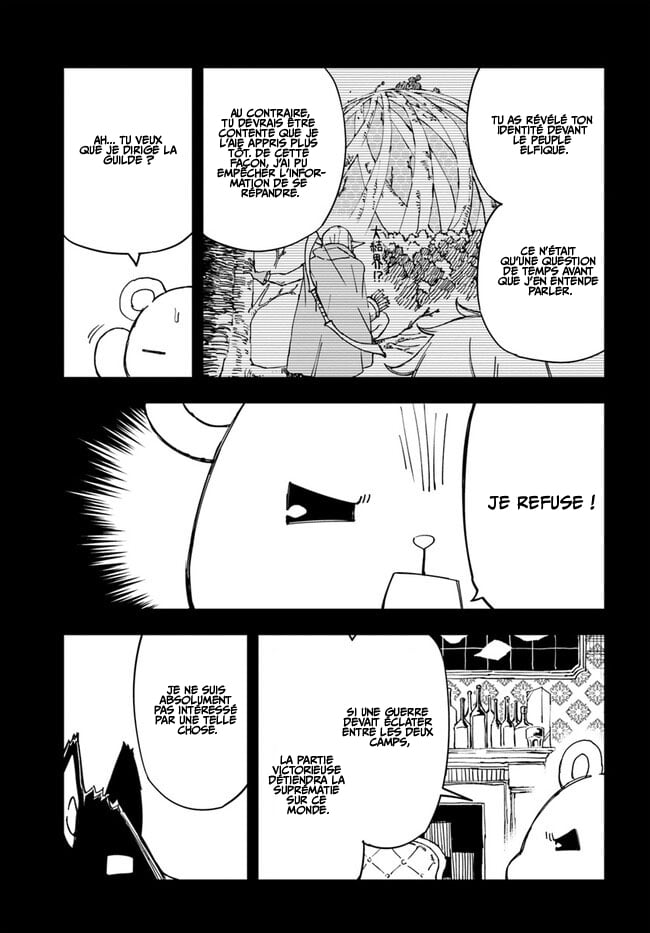 TU AS RÉVÉLÉ TON
IDENTITÉ DEVANT
LE PEUPLE
ELFIQUE.
CE N'ÉTAIT
QU'UNE QUESTION
DE TEMPS AVANT
QUE J'EN ENTENDE
PARLER.
AU CONTRAIRE,
TU DEVRAIS ÊTRE
CONTENTE QUE JE
L'AIE APPRIS PLUS
TÔT. DE CETTE
FAÇON, J'AI PU
EMPÊCHER L'INFOR-
MATION DE SE
RÉPANDRE.
大結界!?
AH... TU VEUX
QUE JE DIRIGE LA
GUILDE ?
JE REFUSE !
SI UNE GUERRE
DEVAIT ÉCLATER
ENTRE LES DEUX
CAMPS,
LA PARTIE
VICTORIEUSE
DÉTIENDRA LA
SUPRÉMATIE
SUR CE
MONDE.
JE NE SUIS
ABSOLUMENT
PAS INTÉRESSÉ
PAR UNE TELLE
CHOSE.